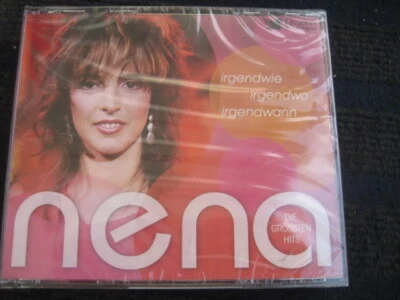 irgendwie
irgendwo
irgendwann
nena
DIE
GRÖSSTEN
HITS